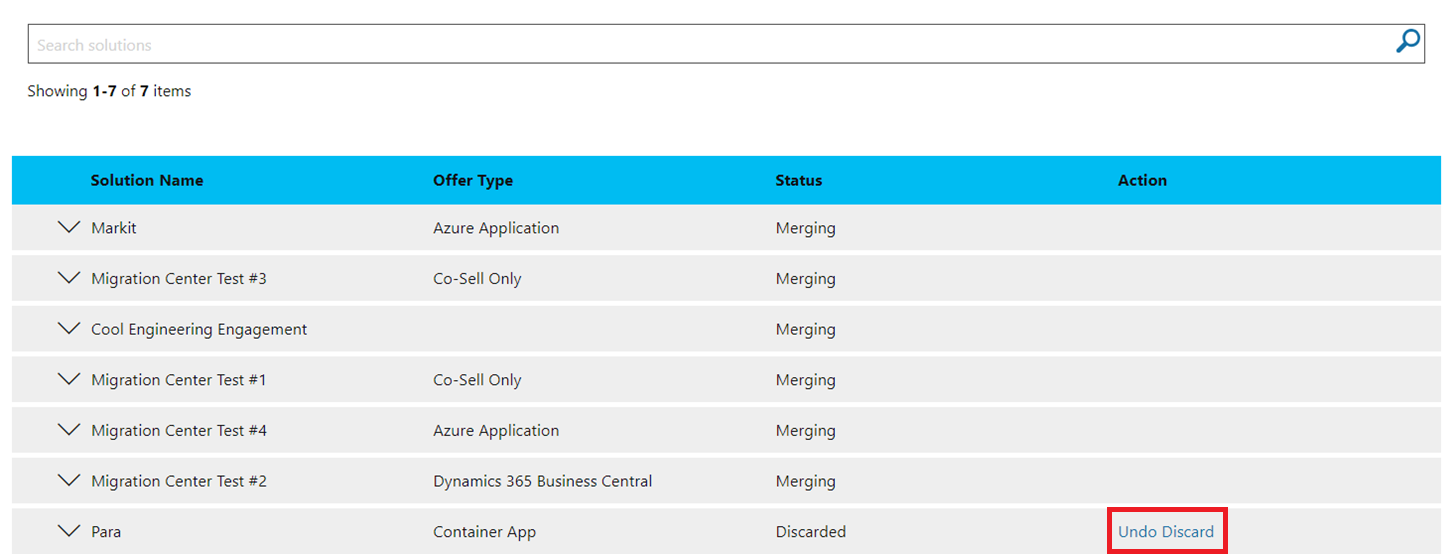 Search solutions
Showing 1-7 of 7 items
Solution Name Offer Type Status Action
Markit Azure Application Merging
Migration Center Test #3 Co-Sell Only Merging
Cool Engineering Engagement Merging
Migration Center Test #1 Co-Sell Only Merging
Migration Center Test #4 Azure Application Merging
Migration Center Test #2 Dynamics 365 Business Central Merging
Para Container App Discarded Undo Discard